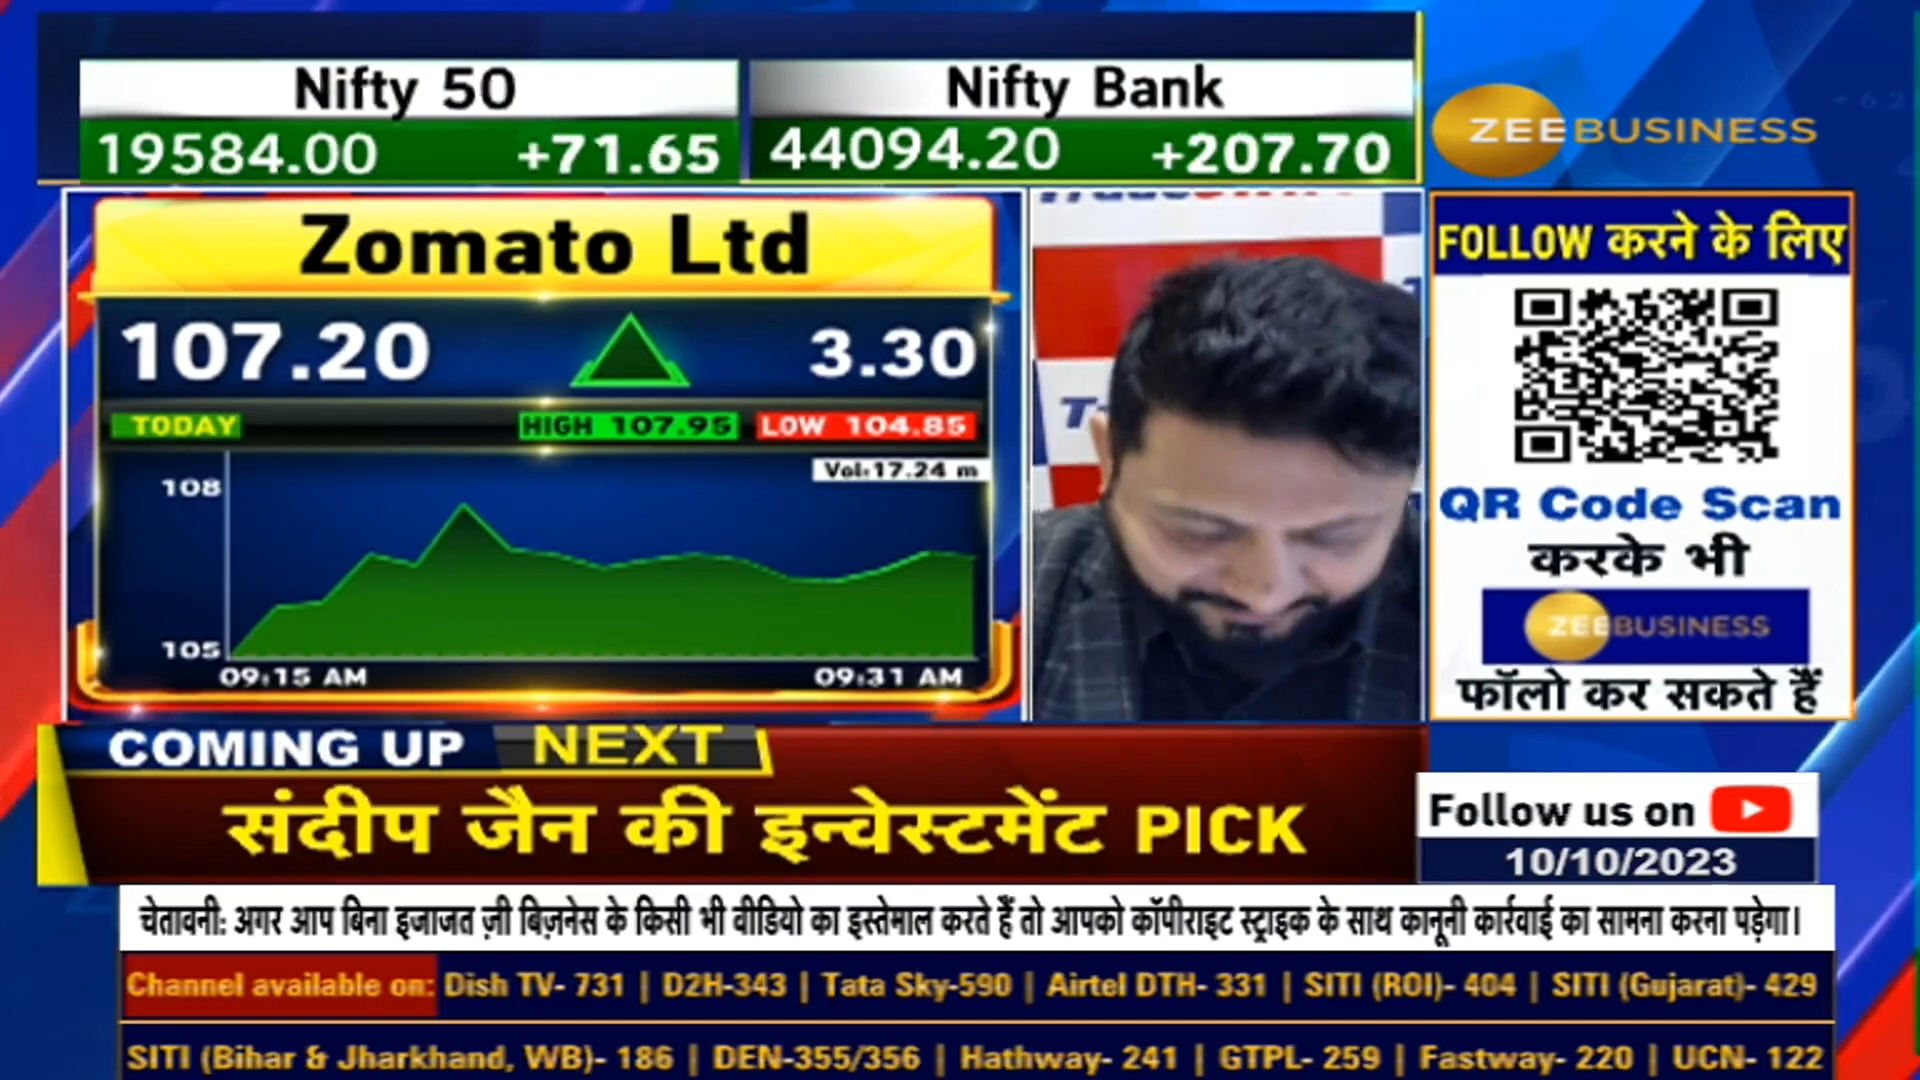 Nifty 50
19584.00 +71.65
Nifty Bank
44094.20 +207.70
ZEEBUSINESS
Zomato Ltd
107.20 3.30
TODAY HIGH 107.95 LOW 104.85
Vol:17.24 m
108
105
09:15 AM 09:31 AM
FOLLOW करने के लिए
QR Code Scan
करके भी
ZEEBUSINESS
फॉलो कर सकते हैं
COMING UP NEXT
संदीप जैन की इन्वेस्टमेंट PICK
Follow us on
10/10/2023
चेतावनी: अगर आप बिना इजाजत ज़ी बिज़नेस के किसी भी वीडियो का इस्तेमाल करते हैं तो आपको कॉपीराइट स्ट्राइक के साथ कानूनी कार्रवाई का सामना करना पड़ेगा।
Channel available on: Dish TV- 731 | D2H-343 | Tata Sky-590 | Airtel DTH- 331 | SITI (ROI)- 404 | SITI (Gujarat)- 429
SITI (Bihar & Jharkhand, WB)- 186 | DEN-355/356 | Hathway- 241 | GTPL- 259 | Fastway- 220 | UCN- 122